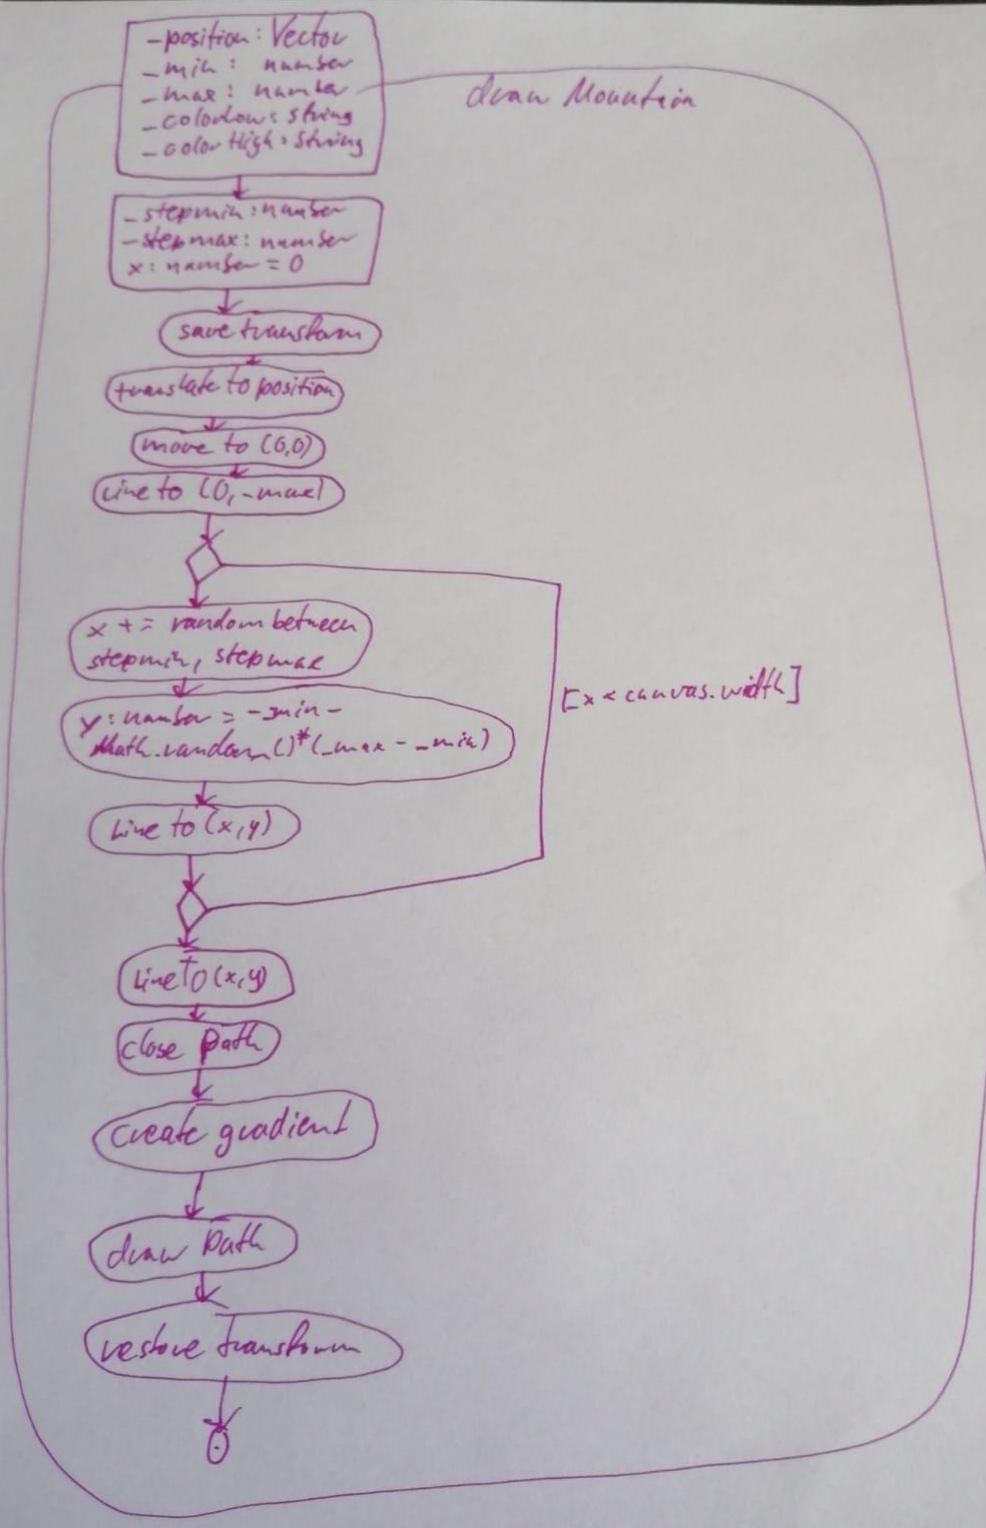 _position: Vector
_min: number
_max: number
_colorLow: string
_colorHigh: string
draw Mountain
_stepmin: number
_stepmax: number
x: number = 0
save transform
translate to position
move to (0,0)
Line to (0, _max)
x += random between
stepmin, stepmax
y: number = -_min -
Math.random()*(_max - _min)
[x < canvas.width]
Line to (x,y)
Line To (x,y)
close path
create gradient
draw path
restore transform